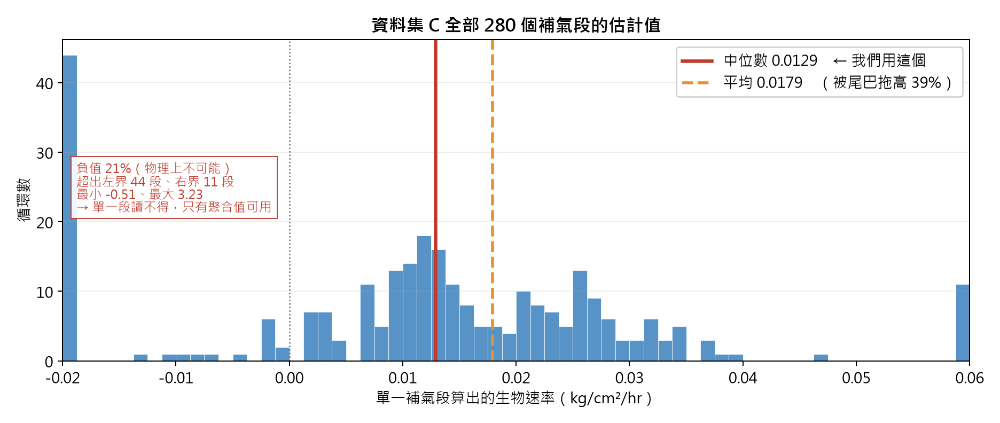 資料集 C 全部 280 個補氣段的估計值
中位數 0.0129 ← 我們用這個
平均 0.0179 （被尾巴拖高 39%）
負值 21%（物理上不可能）
超出左界 44 段、右界 11 段
最小 -0.51、最大 3.23
→ 單一段讀不得，只有聚合值可用
循環數
40
30
20
10
0
-0.02 -0.01 0.00 0.01 0.02 0.03 0.04 0.05 0.06
單一補氣段算出的生物速率（kg/cm²/hr）